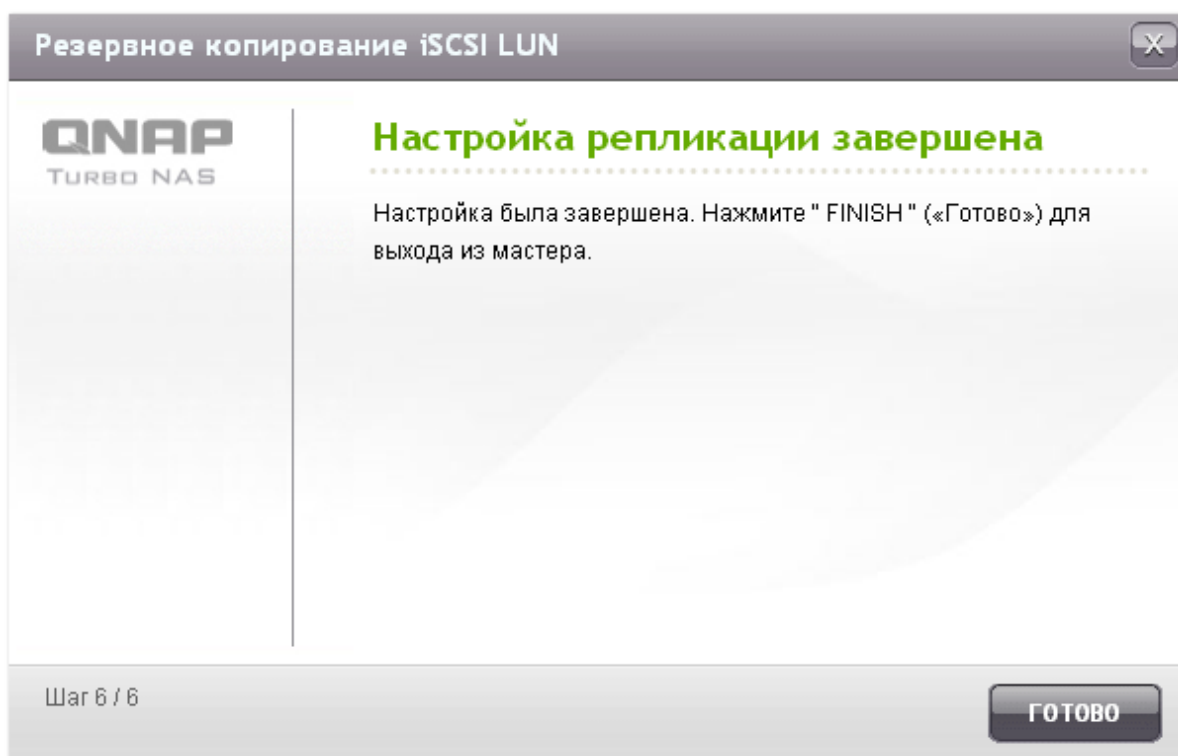 Резервное копирование iSCSI LUN
X
QNAP
TURBO NAS
Настройка репликации завершена
Настройка была завершена. Нажмите " FINISH " («Готово») для
выхода из мастера.
Шаг 6 / 6
ГОТОВО